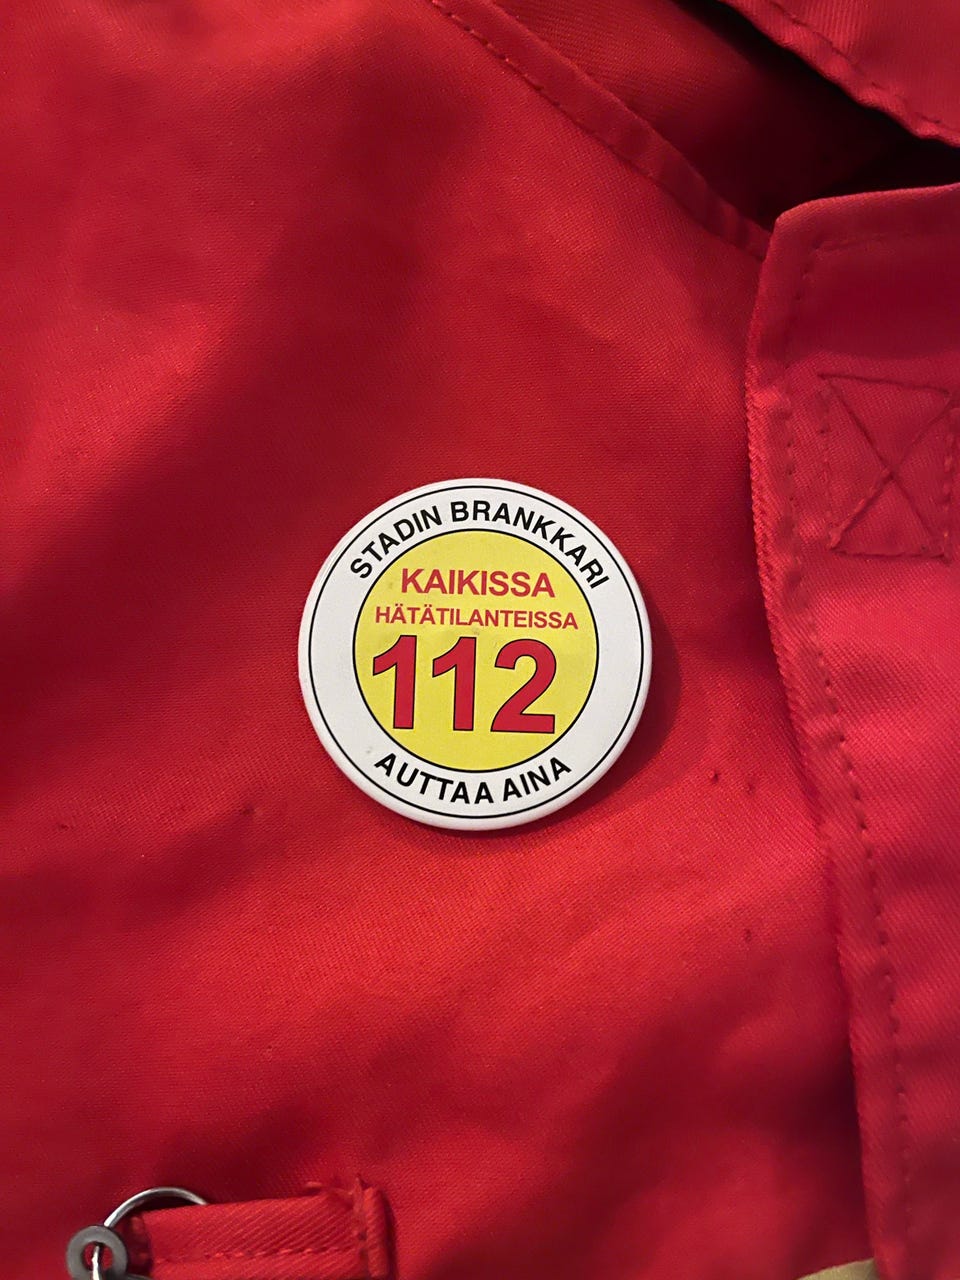 STADIN BRANKKARI
KAIKISSA
HÄTÄTILANTEISSA
112
AUTTAA AINA